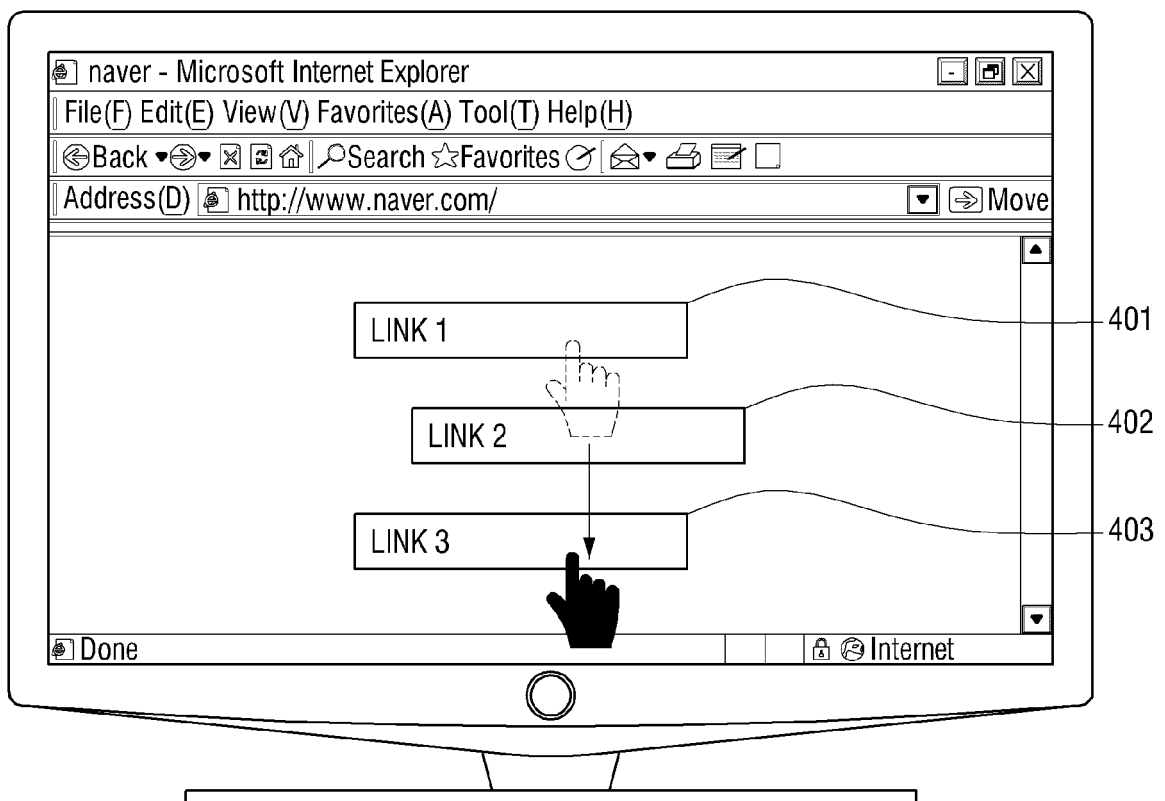 naver - Microsoft Internet Explorer
File(F) Edit(E) View(V) Favorites(A) Tool(T) Help(H)
Back Search Favorites
Address(D) http://www.naver.com/ Move
LINK 1
401
LINK 2
402
LINK 3
403
Done Internet